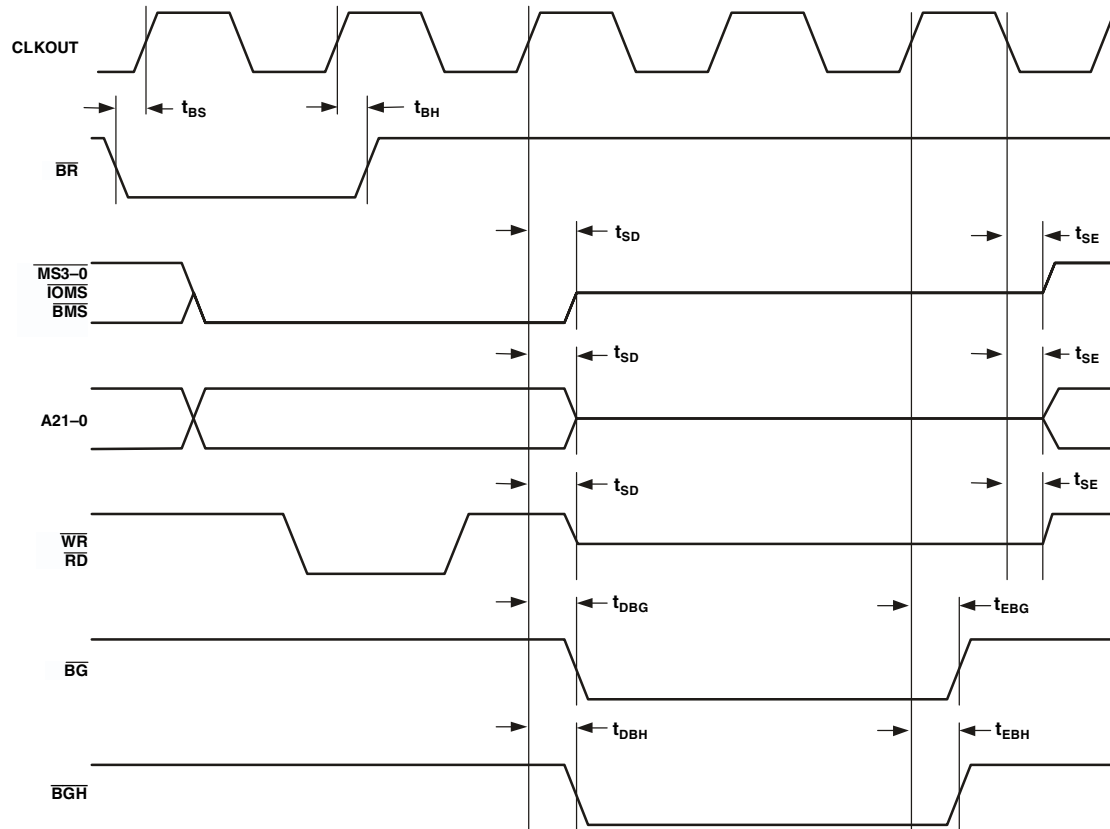 CLKOUT
tBS
tBH
BR
tSD
tSE
MS3–0
IOMS
BMS
tSD
tSE
A21–0
tSD
tSE
WR
RD
tDBG
tEBG
BG
tDBH
tEBH
BGH